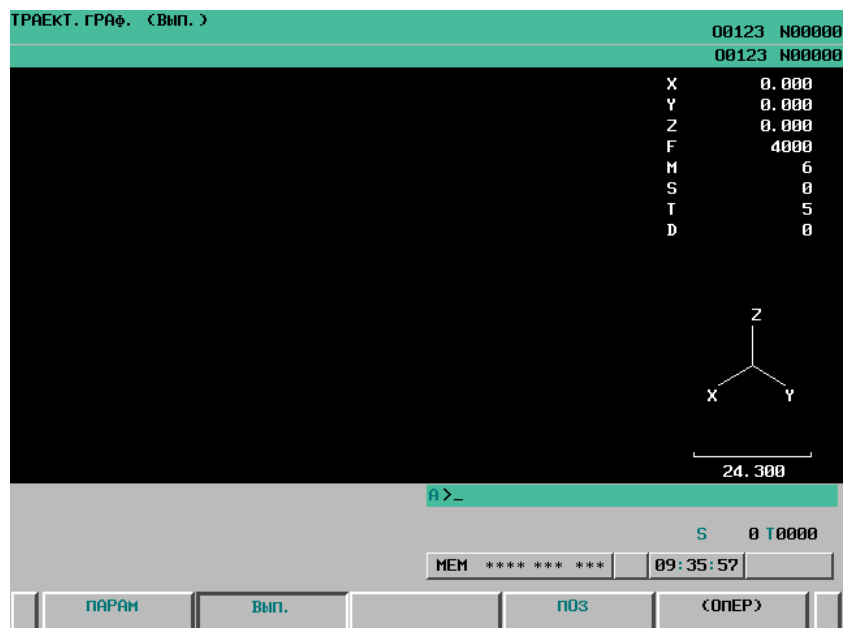 ТРАЕКТ.ГРАФ. (ВЫП.)
O0123 N00000
O0123 N00000
X 0.000
Y 0.000
Z 0.000
F 4000
M 6
S 0
T 5
D 0
Z
X Y
24.300
A>_
S 0 T0000
MEM **** *** *** 09:35:57
ПАРАМ ВЫП. ПОЗ (ОПЕР)